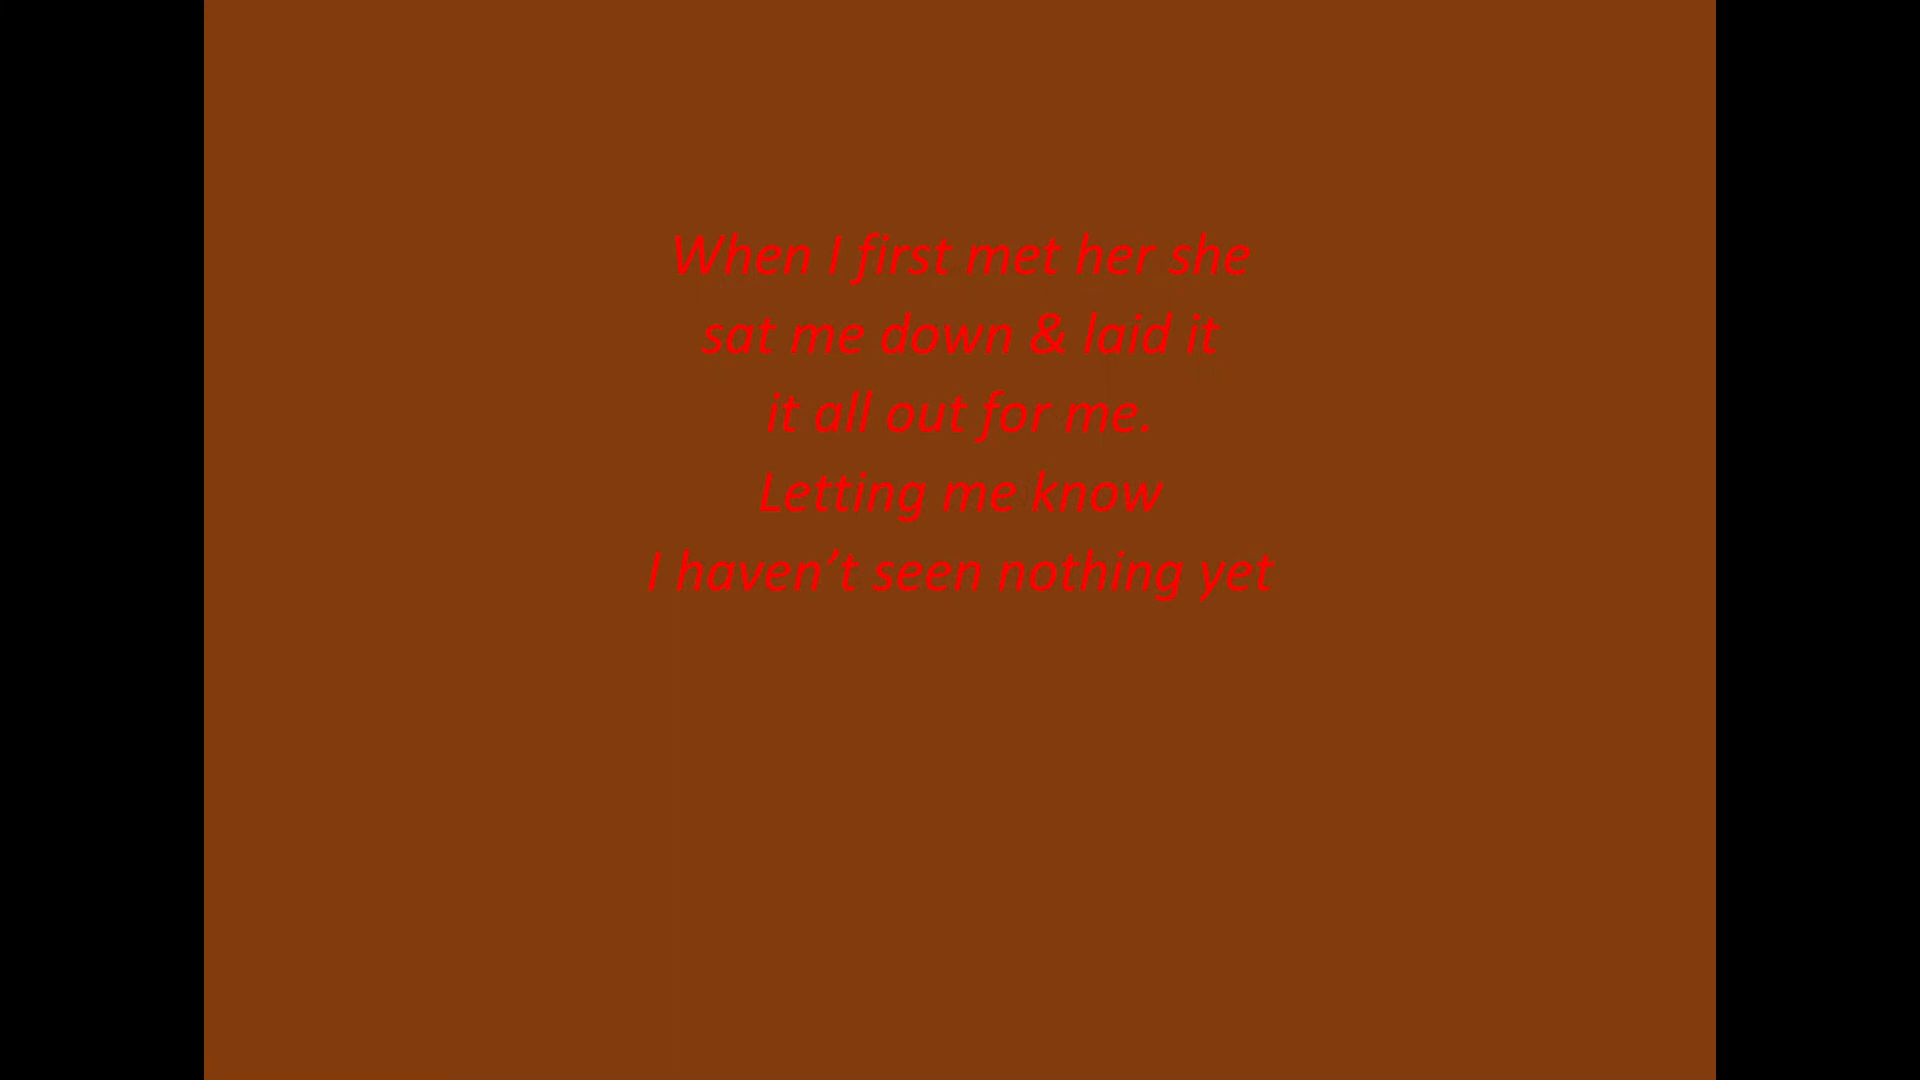 When I first met her she
sat me down & laid it
it all out for me.
Letting me know
I haven’t seen nothing yet